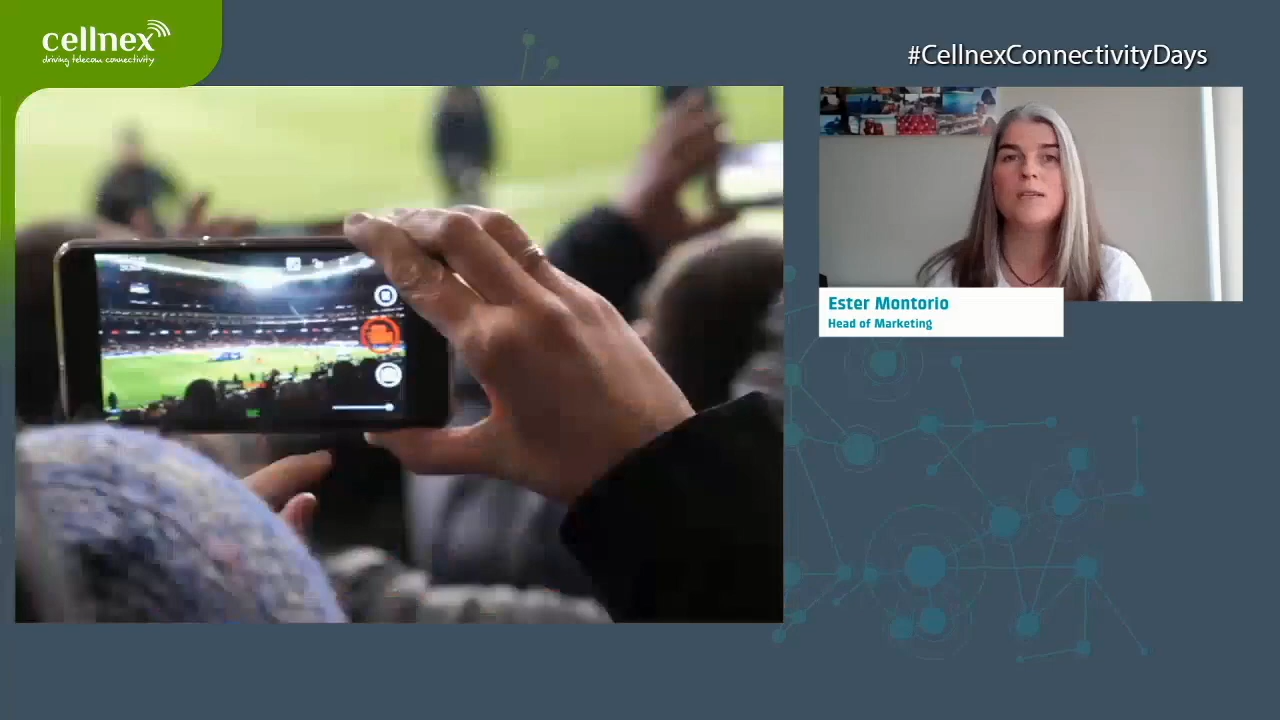 cellnex
driving telecom connectivity
#CellnexConnectivityDays
Ester Montorio
Head of Marketing